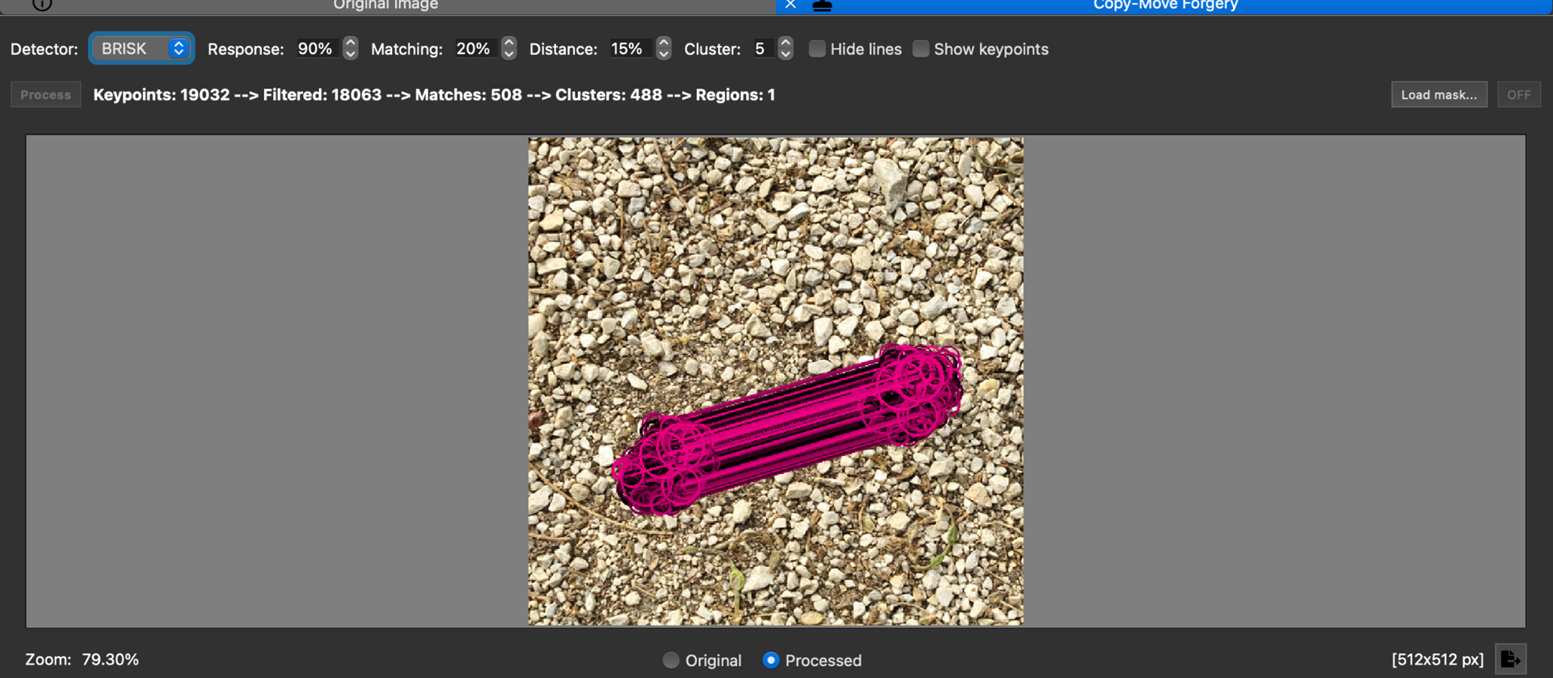 Original Image
Copy-Move Forgery
Detector: BRISK Response: 90% Matching: 20% Distance: 15% Cluster: 5 Hide lines Show keypoints
Process Keypoints: 19032 --> Filtered: 18063 --> Matches: 508 --> Clusters: 488 --> Regions: 1 Load mask... OFF
Zoom: 79.30% Original Processed [512x512 px]